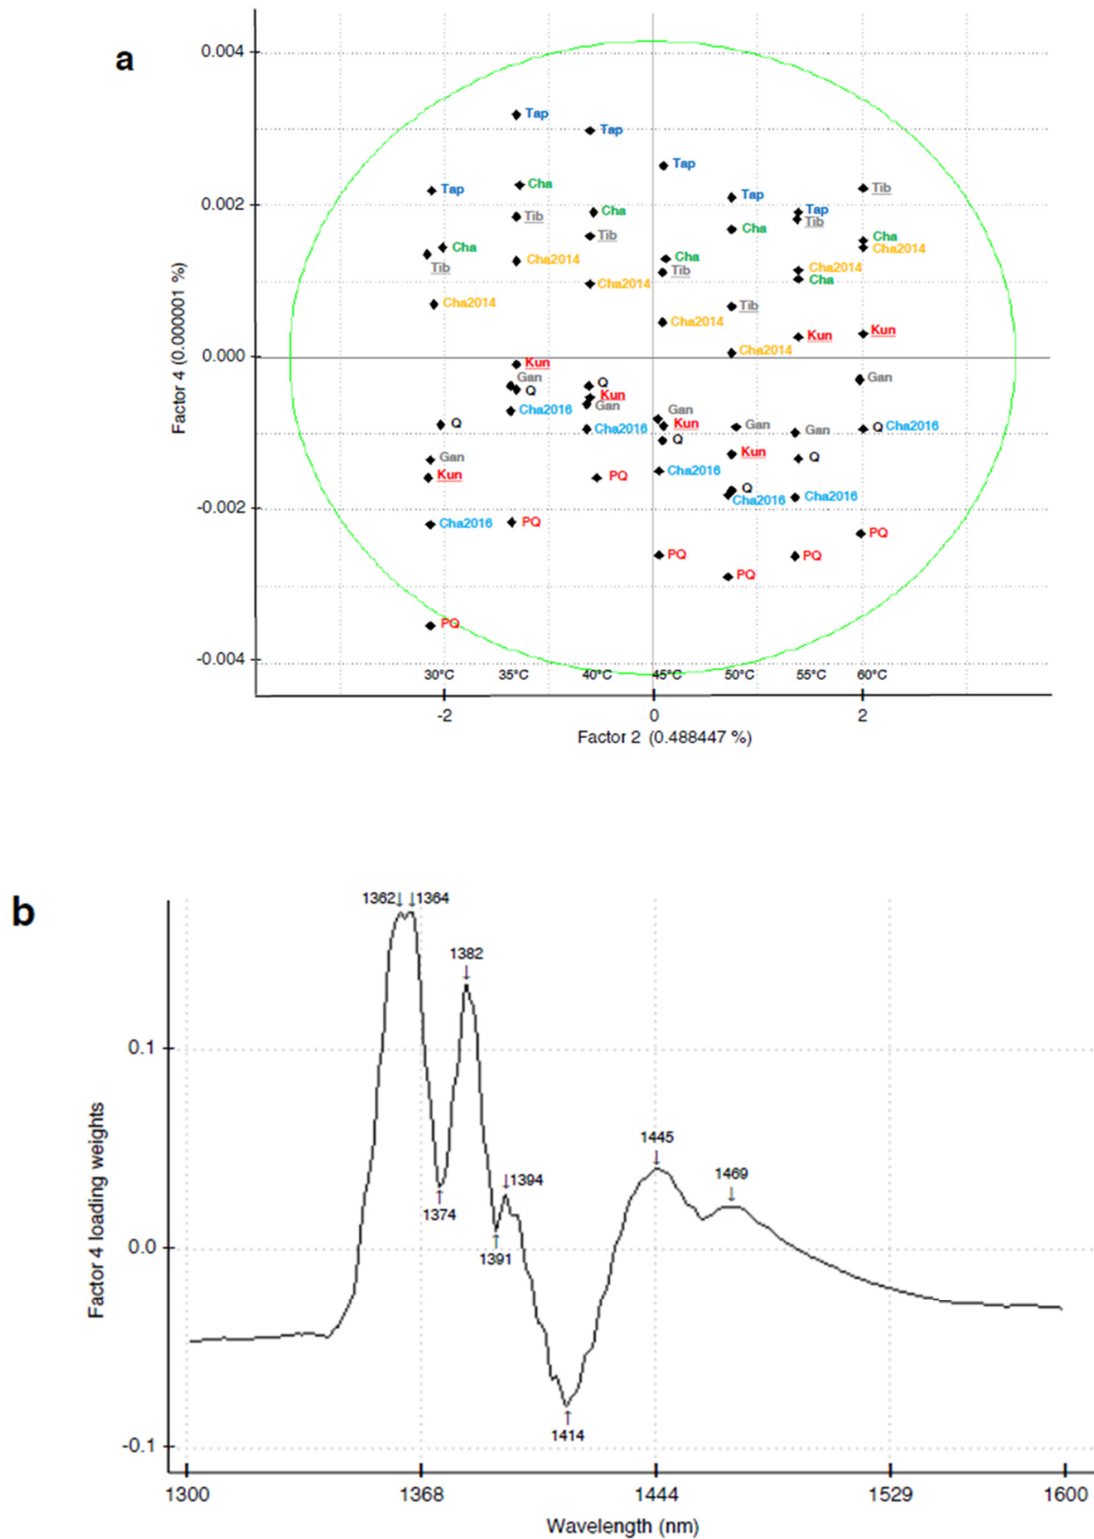 a
0.004
0.002
0.000
-0.002
-0.004
Factor 4 (0.000001 %)
Tap
Tap
Tap
Tib
Tap
Cha
Tap
Tap
Cha
Tib
Cha
Tib
Tib
Cha
Cha
Cha
Cha2014
Cha2014
Cha
Tib
Cha2014
Tib
Cha
Cha2014
Cha2014
Tib
Cha2014
Cha2014
Kun
Kun
Kun
Gan
Q
Gan
Q
Kun
Gan
Cha2016
Gan
Q
Cha2016
Kun
Gan
Gan
Q
Cha2016
Q
Gan
Kun
Q
Kun
Cha2016
PQ
Q
Cha2016
Cha2016
Cha2016
PQ
PQ
PQ
PQ
PQ
PQ
30°C 35°C 40°C 45°C 50°C 55°C 60°C
-2 0 2
Factor 2 (0.488447 %)
b
1362↓ ↓1364
1382
↓
0.1
↓1394
↑
1374
↑
1391
1445
↓
1469
↓
0.0
↑
1414
-0.1
Factor 4 loading weights
1300 1368 1444 1529 1600
Wavelength (nm)